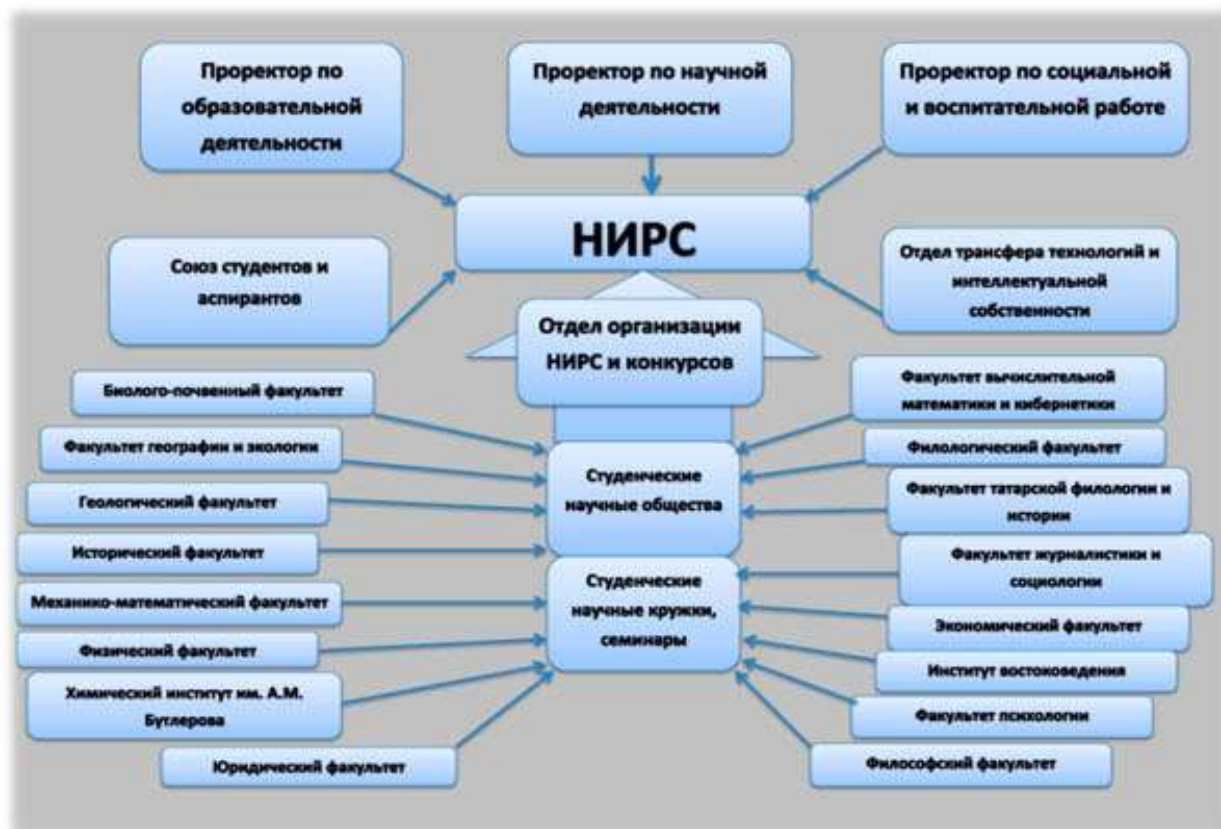 Проректор по
образовательной
деятельности
Проректор по научной
деятельности
Проректор по социальной
и воспитательной работе
НИРС
Союз студентов и
аспирантов
Отдел трансфера технологий и
интеллектуальной
собственности
Отдел организации
НИРС и конкурсов
Биолого-почвенный факультет
Факультет географии и экологии
Геологический факультет
Исторический факультет
Механико-математический факультет
Физический факультет
Химический институт им. А.М.
Бутлерова
Юридический факультет
Студенческие
научные общества
Студенческие
научные кружки,
семинары
Факультет вычислительной
математики и кибернетики
Филологический факультет
Факультет татарской филологии и
истории
Факультет журналистики и
социологии
Экономический факультет
Институт востоковедения
Факультет психологии
Философский факультет